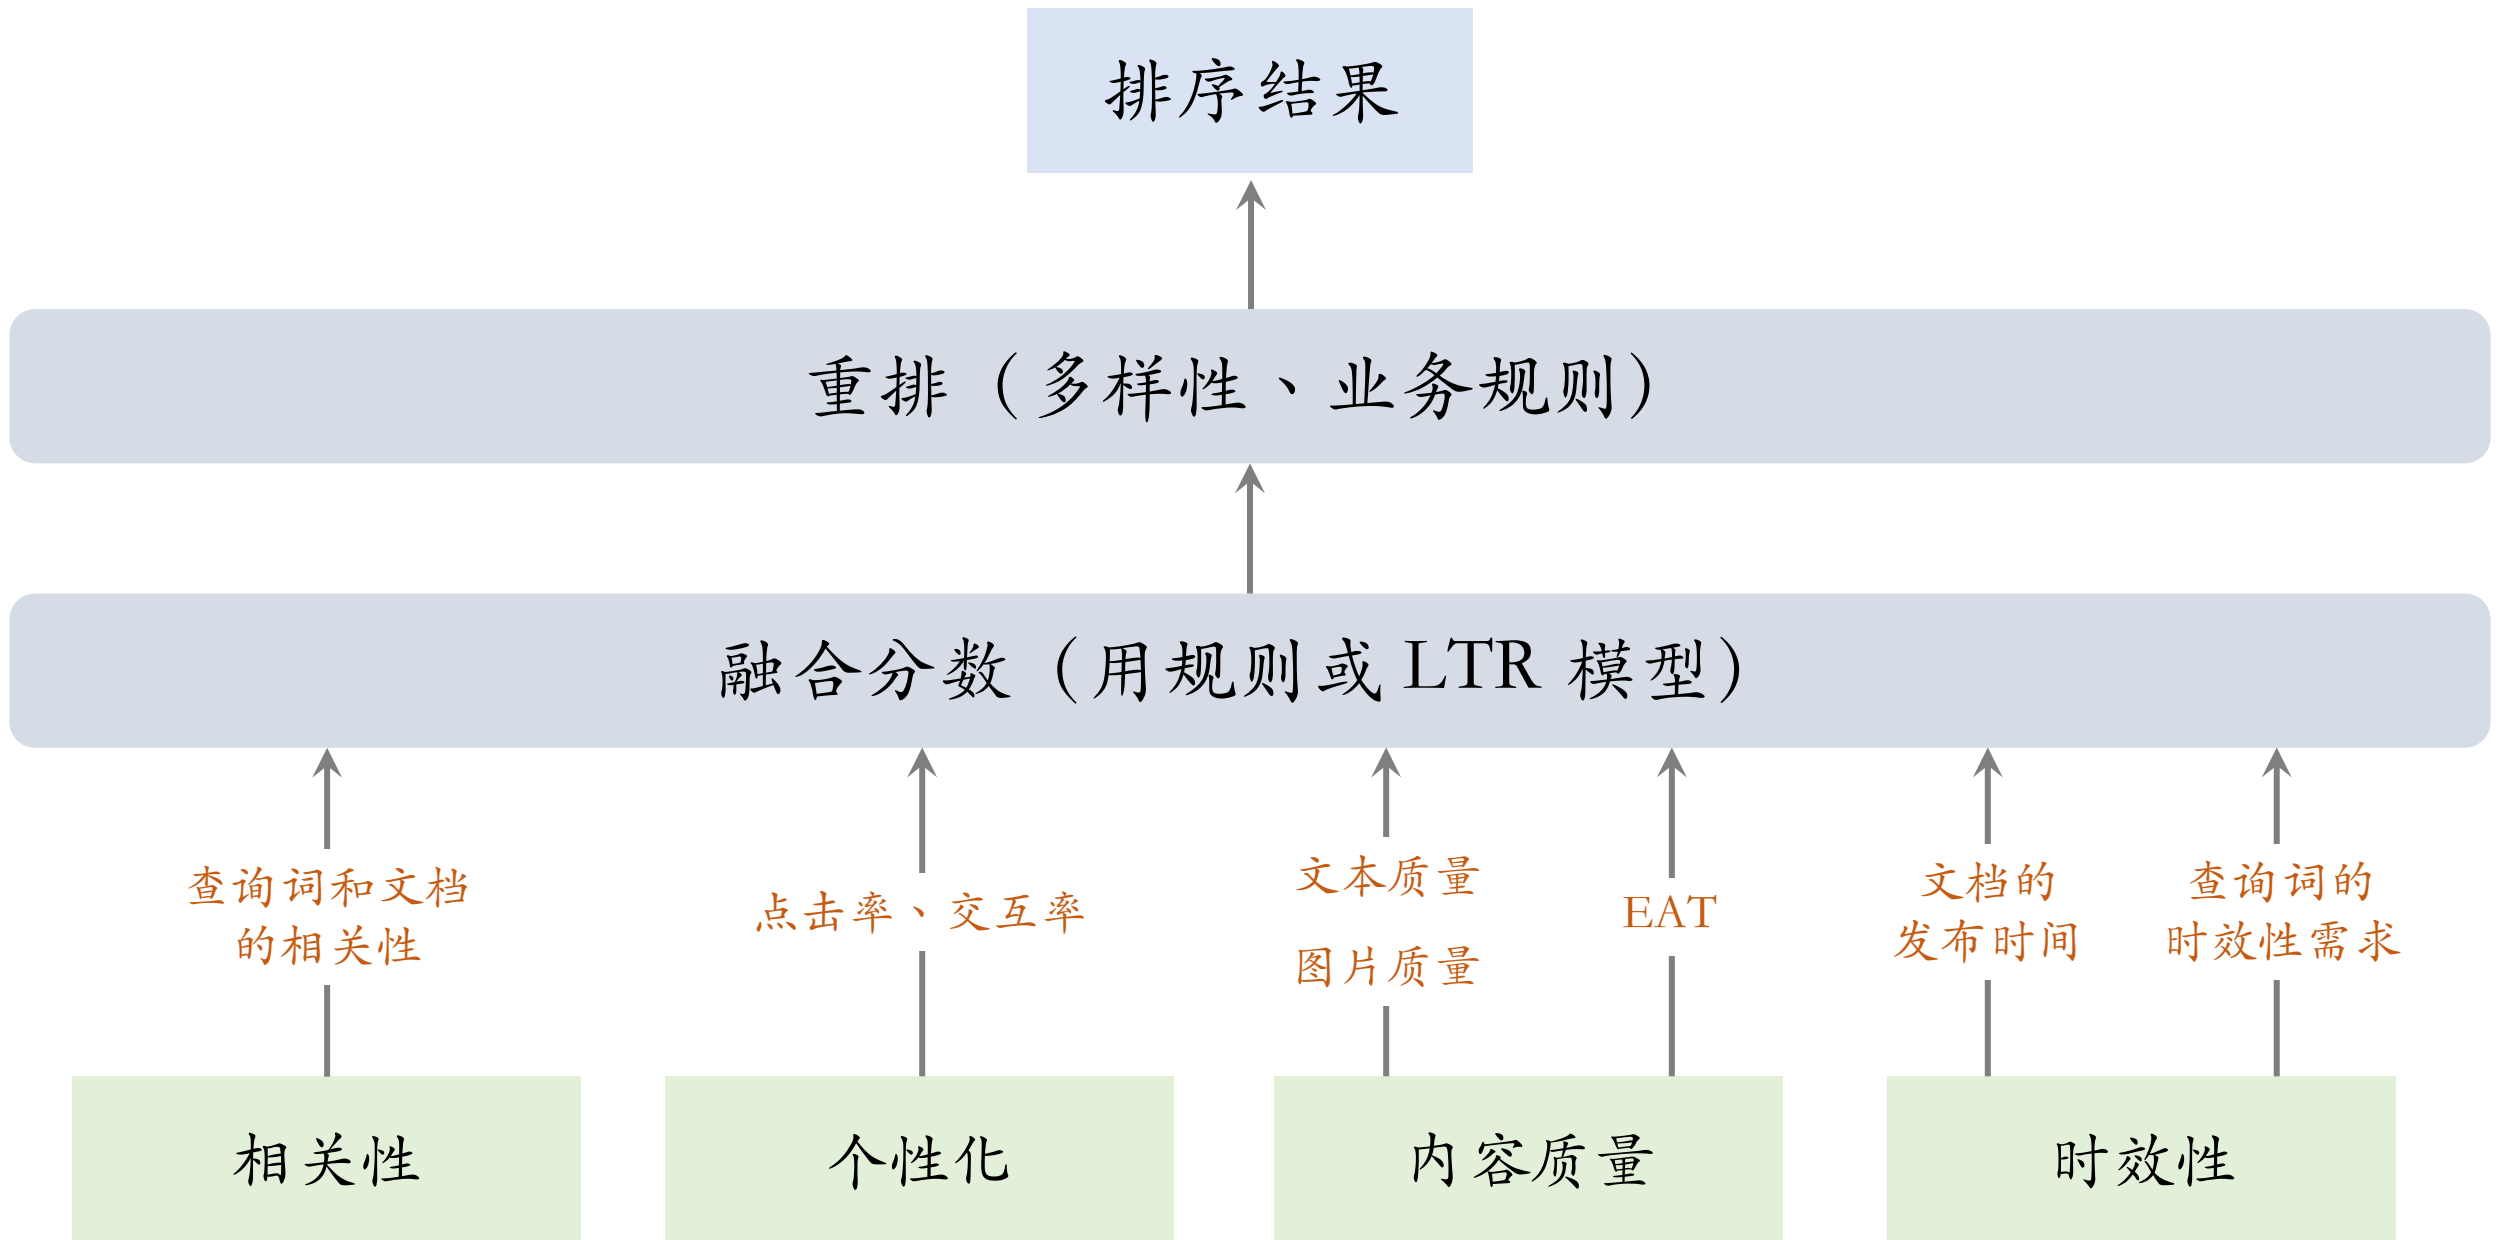 排序结果
重排（多样性、业务规则）
融合分数（用规则或 LTR 模型）
查询词与文档
的相关性
点击率、交互率
文本质量
图片质量
EAT
文档的
发布时间
查询词的
时效性需求
相关性
个性化
内容质量
时效性